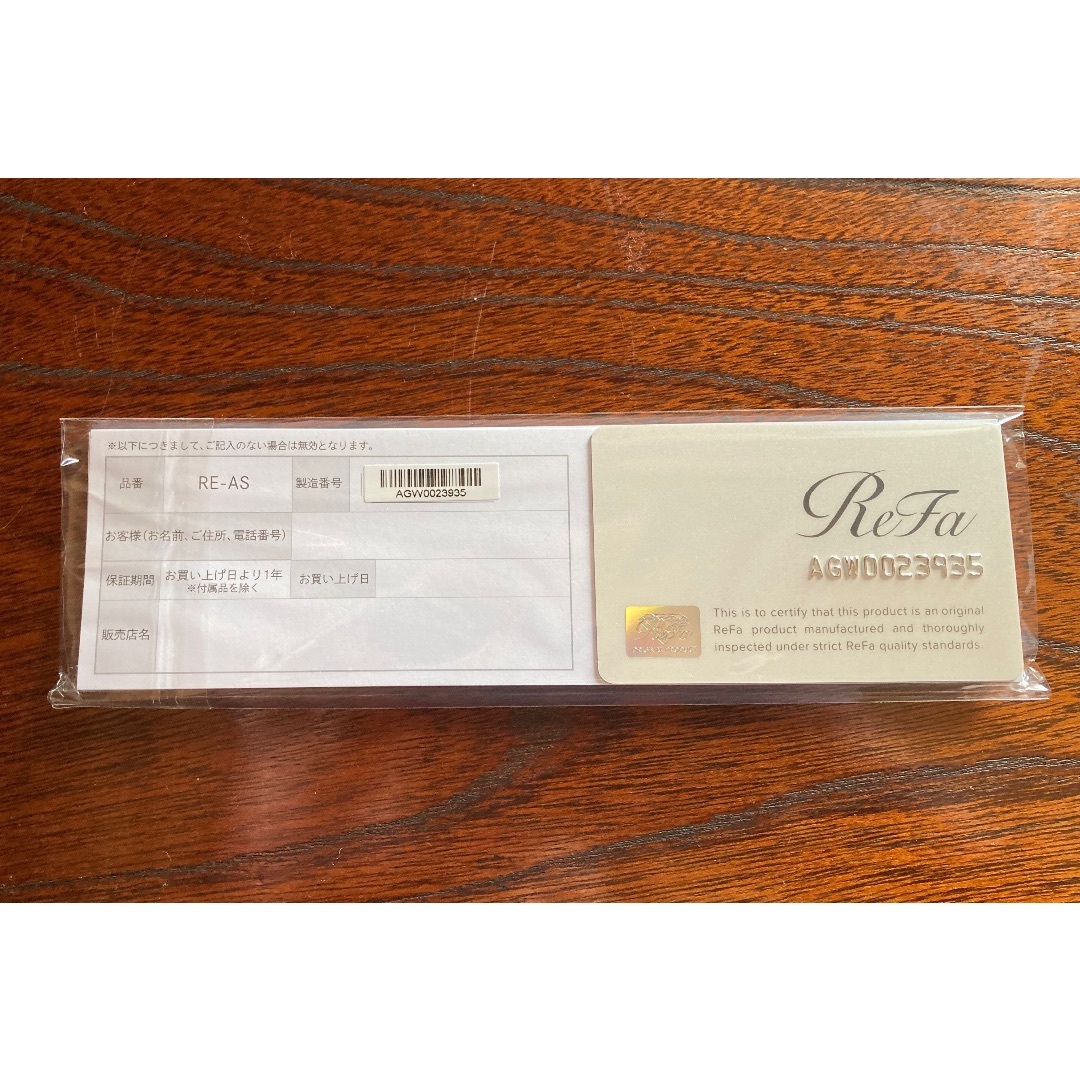 ※以下につきまして、ご記入のない場合は無効となります。
品番 RE-AS 製造番号 AGW0023935
お客様(お名前、ご住所、電話番号)
保証期間 お買い上げ日より1年 ※付属品を除く お買い上げ日
販売店名
ReFa
AGW0023935
This is to certify that this product is an original
ReFa product manufactured and thoroughly
inspected under strict ReFa quality standards.